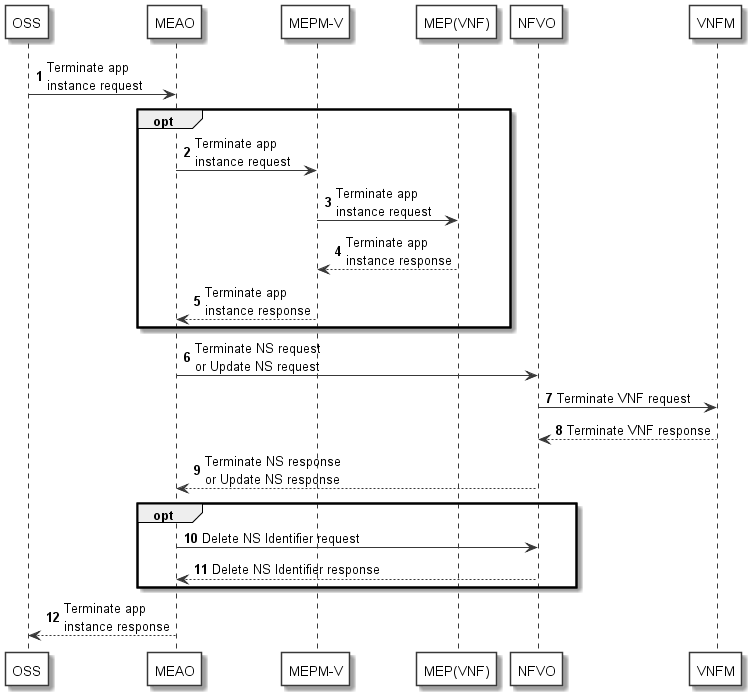 OSS MEAO MEPM-V MEP(VNF) NFVO VNFM
1 Terminate app
instance request
opt
2 Terminate app
instance request
3 Terminate app
instance request
4 Terminate app
instance response
5 Terminate app
instance response
6 Terminate NS request
or Update NS request
7 Terminate VNF request
8 Terminate VNF response
9 Terminate NS response
or Update NS response
opt
10 Delete NS Identifier request
11 Delete NS Identifier response
12 Terminate app
instance response
OSS MEAO MEPM-V MEP(VNF) NFVO VNFM